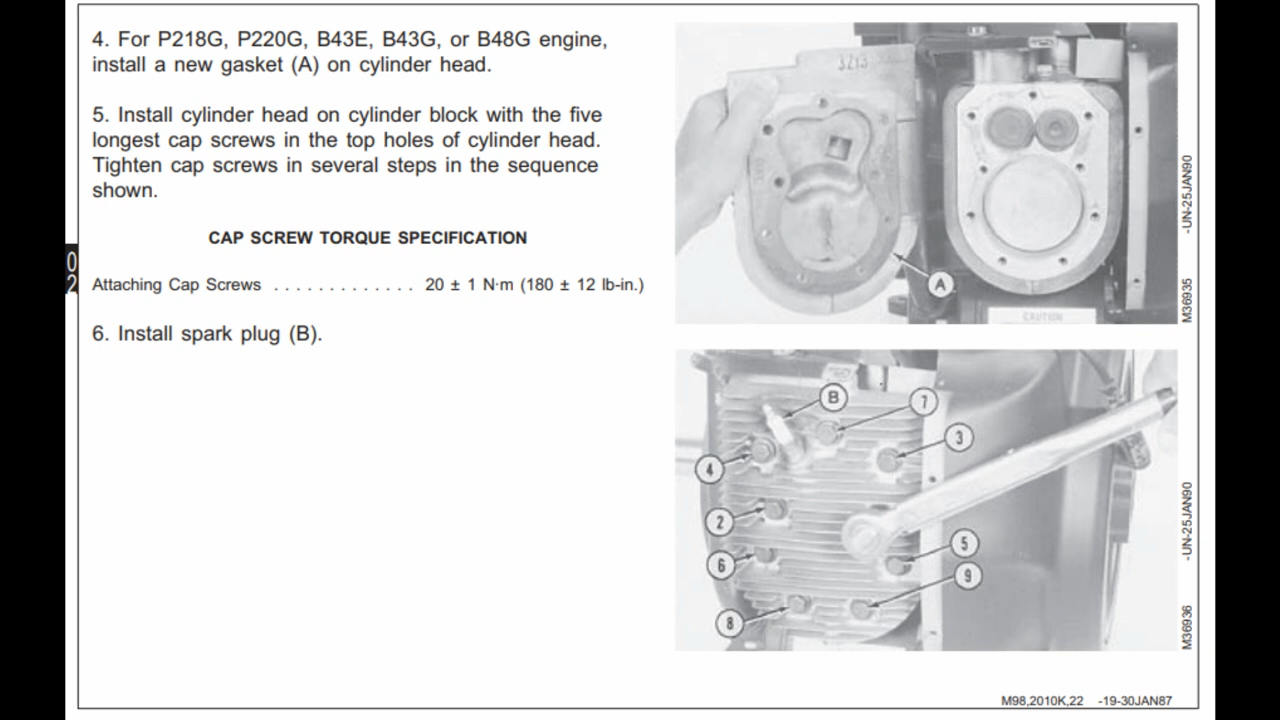 4. For P218G, P220G, B43E, B43G, or B48G engine,
install a new gasket (A) on cylinder head.
5. Install cylinder head on cylinder block with the five
longest cap screws in the top holes of cylinder head.
Tighten cap screws in several steps in the sequence
shown.
CAP SCREW TORQUE SPECIFICATION
Attaching Cap Screws . . . . . . . . . . . . . 20 ± 1 N·m (180 ± 12 lb-in.)
6. Install spark plug (B).
02
3213
A
CAUTION
-UN-25JAN90
M36935
B
7
3
4
2
5
6
9
8
-UN-25JAN90
M36936
M98,2010K,22 -19-30JAN87